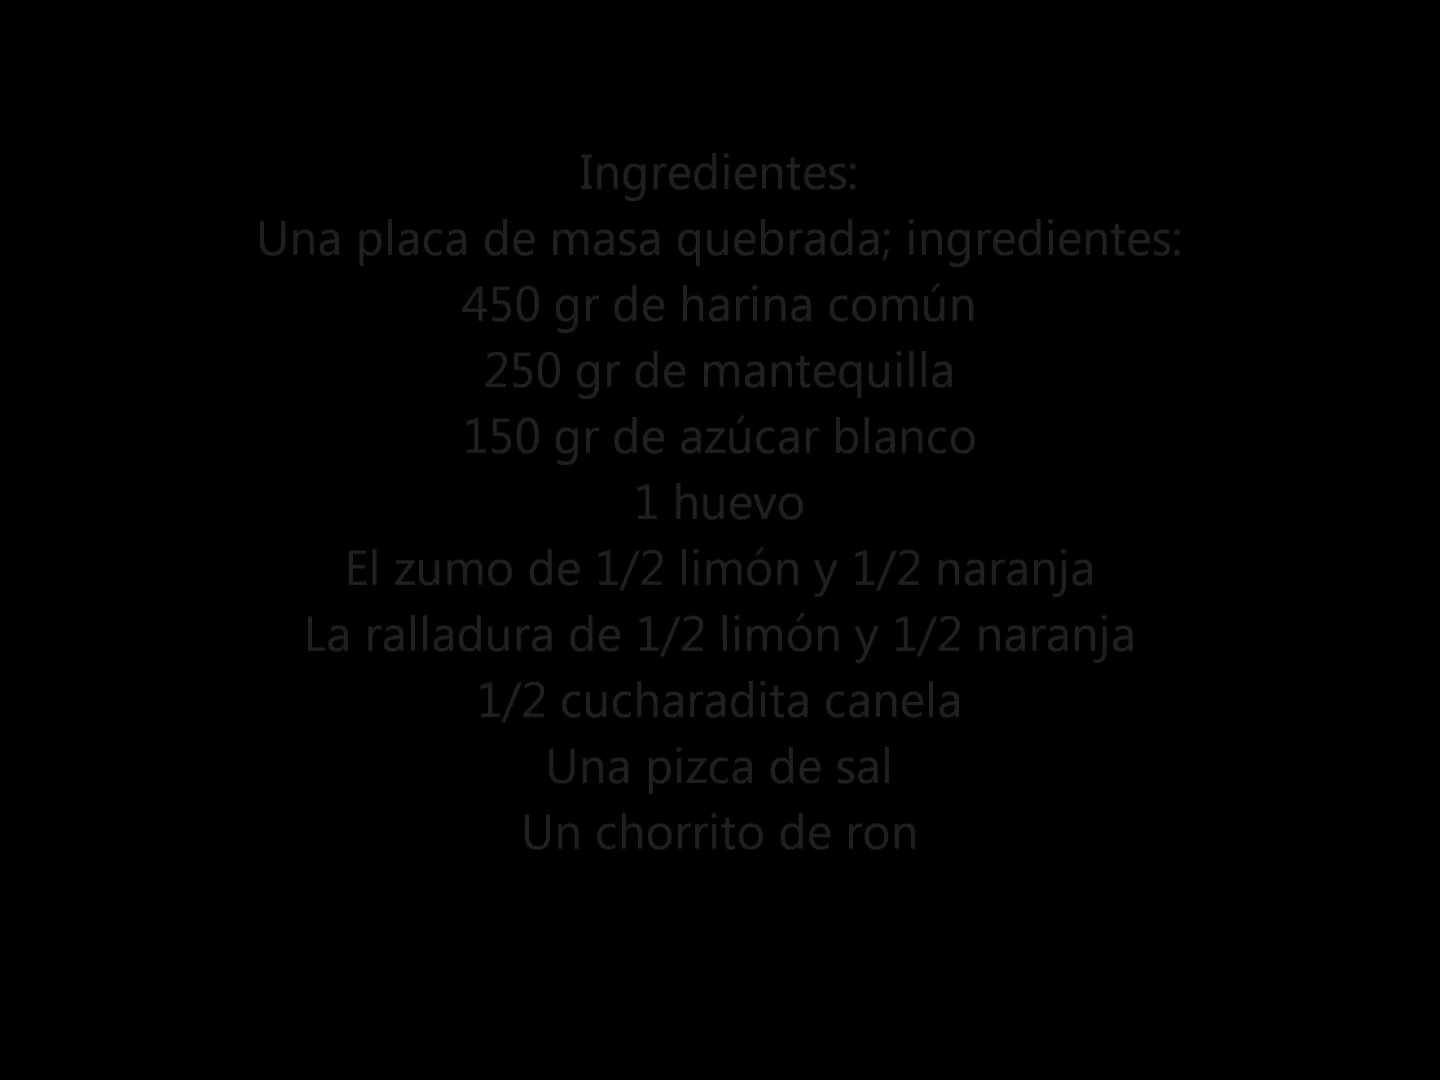 Ingredientes:
Una placa de masa quebrada; ingredientes:
450 gr de harina común
250 gr de mantequilla
150 gr de azúcar blanco
1 huevo
El zumo de 1/2 limón y 1/2 naranja
La ralladura de 1/2 limón y 1/2 naranja
1/2 cucharadita canela
Una pizca de sal
Un chorrito de ron